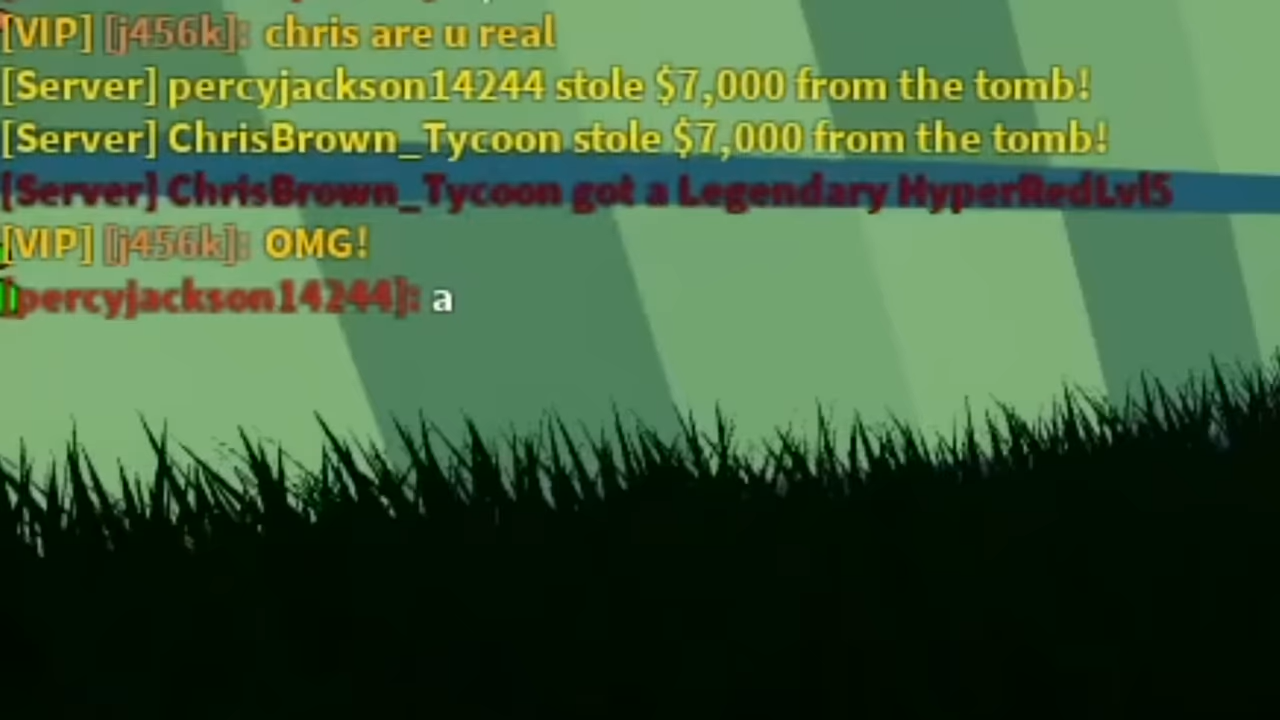 [VIP] [j456k]: chris are u real
[Server] percyjackson14244 stole $7,000 from the tomb!
[Server] ChrisBrown_Tycoon stole $7,000 from the tomb!
[Server] ChrisBrown_Tycoon got a Legendary HyperRedLvl5
[VIP] [j456k]: OMG!
[percyjackson14244]: a